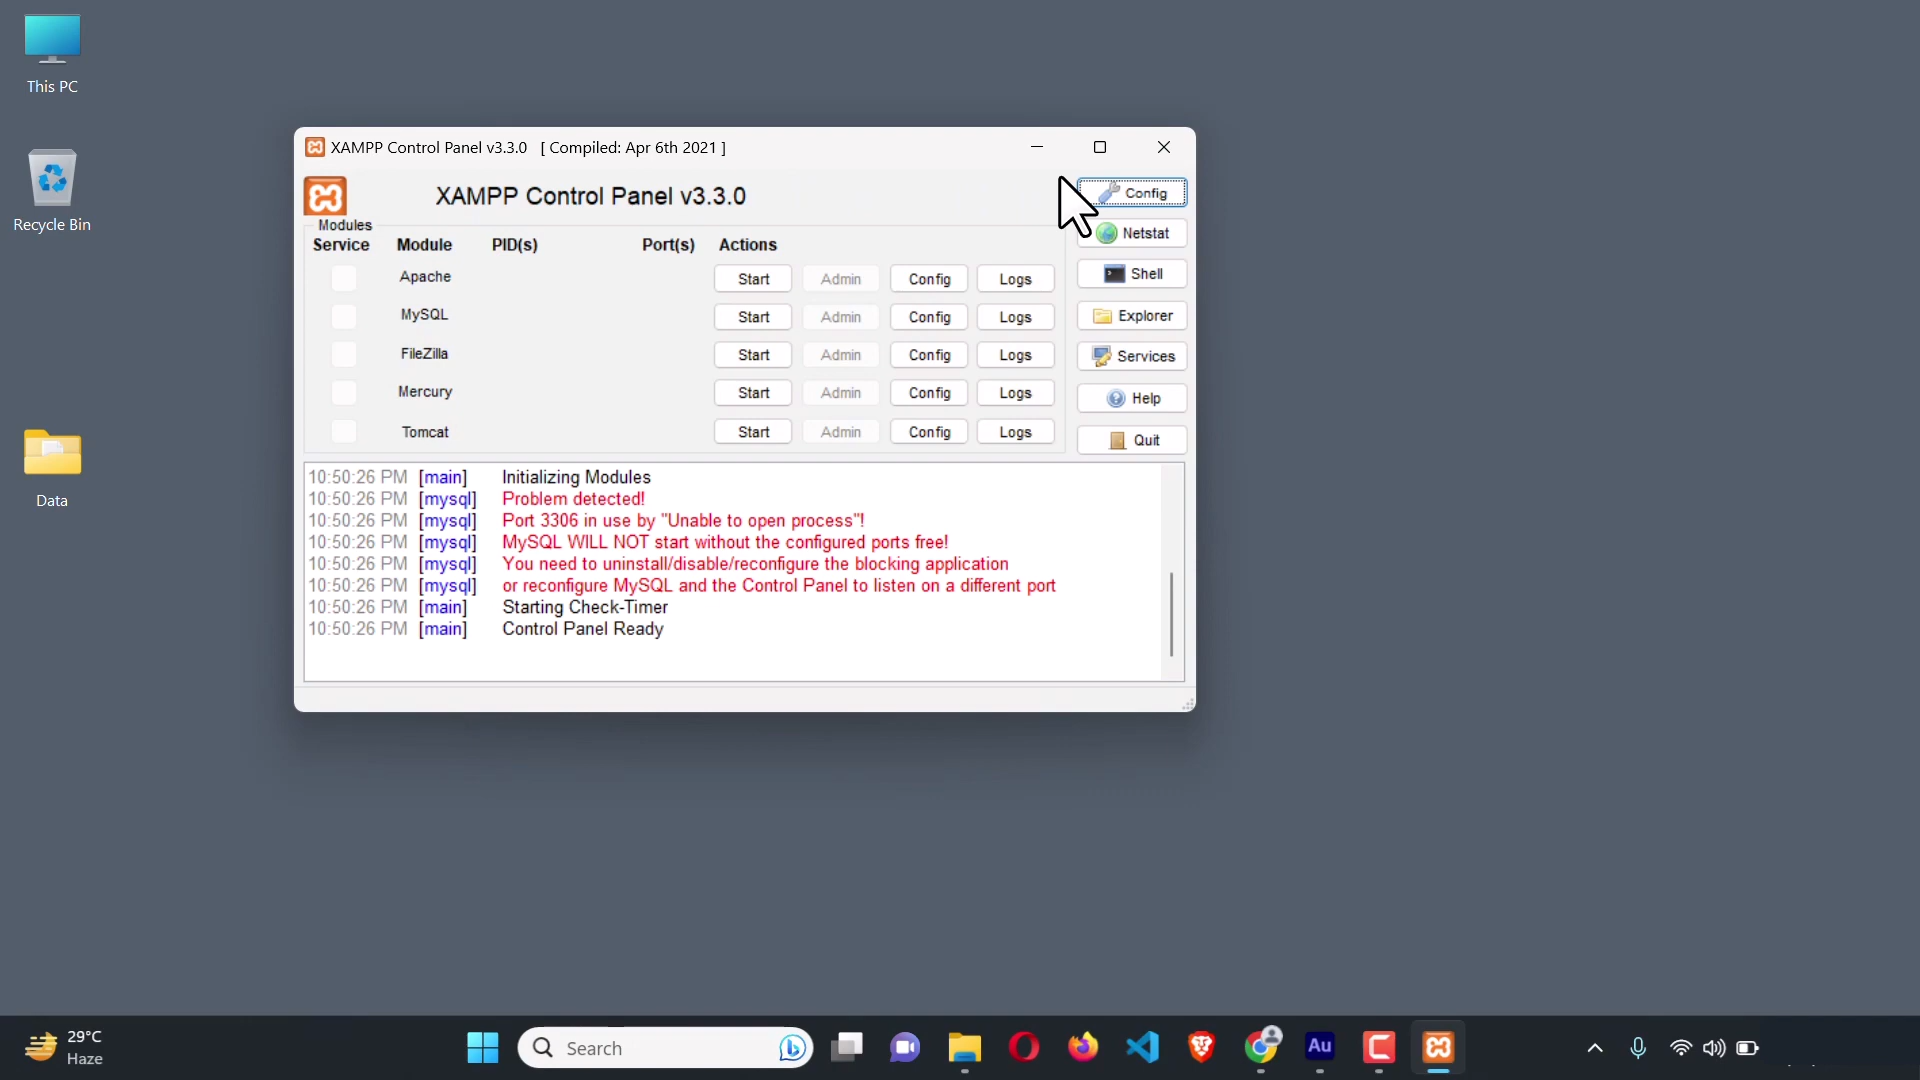 This PC
Recycle Bin
Data
XAMPP Control Panel v3.3.0 [ Compiled: Apr 6th 2021 ]
XAMPP Control Panel v3.3.0
Config
Modules
Service Module PID(s) Port(s) Actions
Netstat
Apache Start Admin Config Logs
Shell
MySQL Start Admin Config Logs
Explorer
FileZilla Start Admin Config Logs
Services
Mercury Start Admin Config Logs
Help
Tomcat Start Admin Config Logs
Quit
10:50:26 PM [main] Initializing Modules
10:50:26 PM [mysql] Problem detected!
10:50:26 PM [mysql] Port 3306 in use by "Unable to open process"!
10:50:26 PM [mysql] MySQL WILL NOT start without the configured ports free!
10:50:26 PM [mysql] You need to uninstall/disable/reconfigure the blocking application
10:50:26 PM [mysql] or reconfigure MySQL and the Control Panel to listen on a different port
10:50:26 PM [main] Starting Check-Timer
10:50:26 PM [main] Control Panel Ready
29°C
Haze
Search
Au